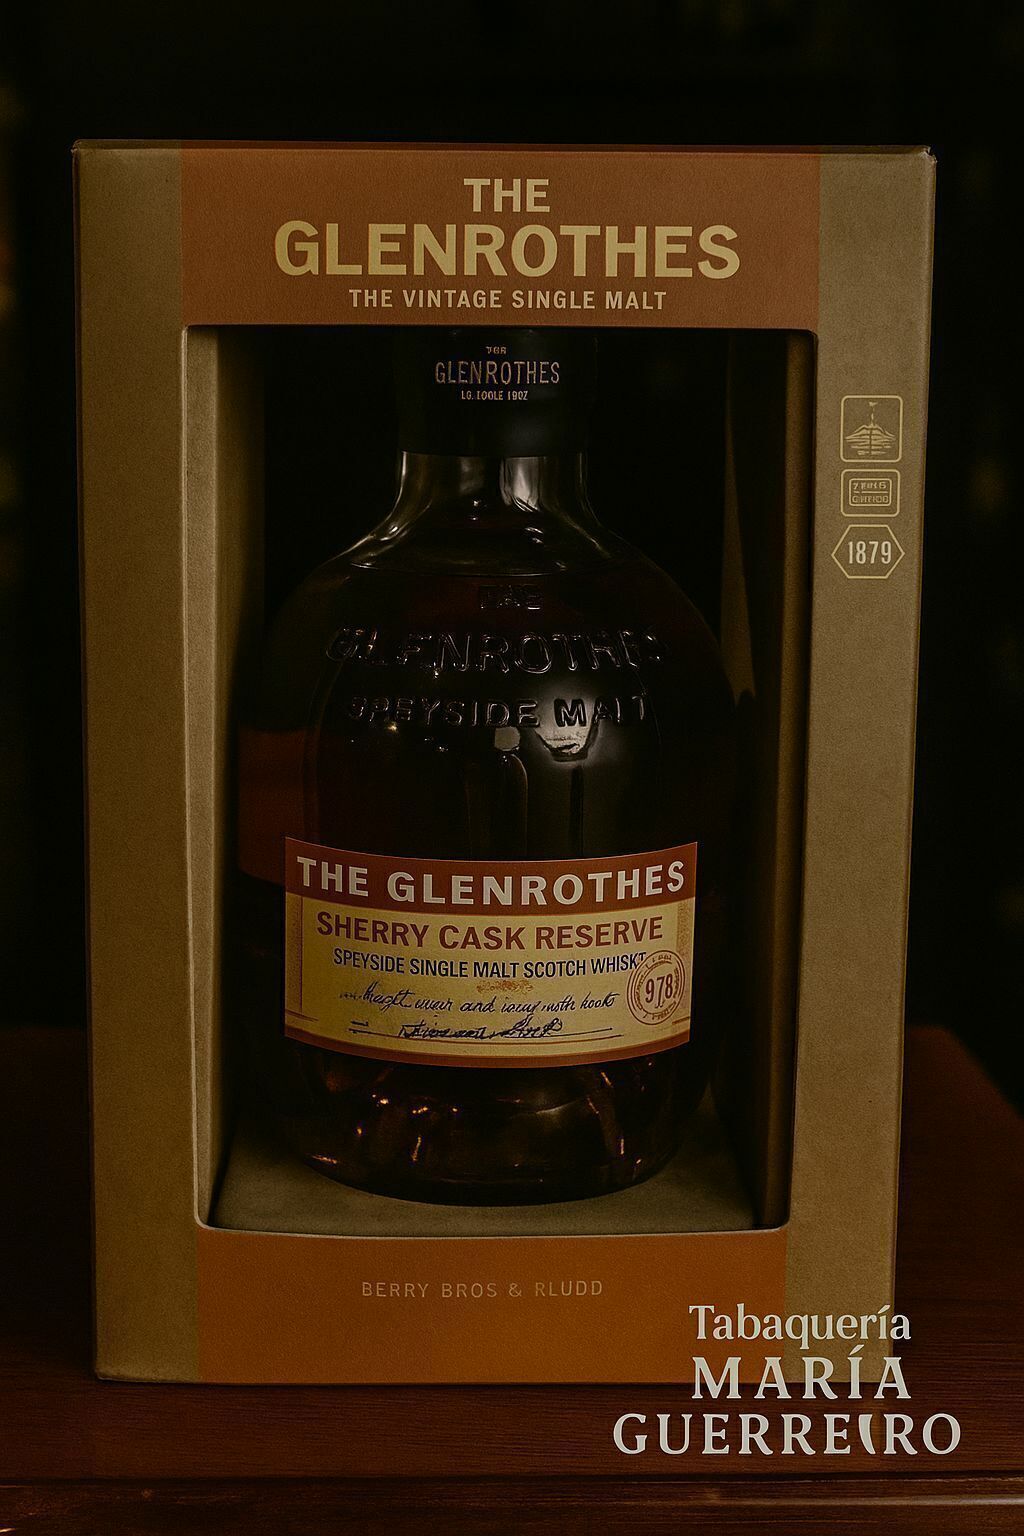 THE
GLENROTHES
THE VINTAGE SINGLE MALT
THE
GLENROTHES
THE
GLENROTHES
SPEYSIDE MALT
1879
THE GLENROTHES
SHERRY CASK RESERVE
SPEYSIDE SINGLE MALT SCOTCH WHISKY
and
978
BERRY BROS & RLUDD
Tabaquería
MARÍA
GUERREIRO